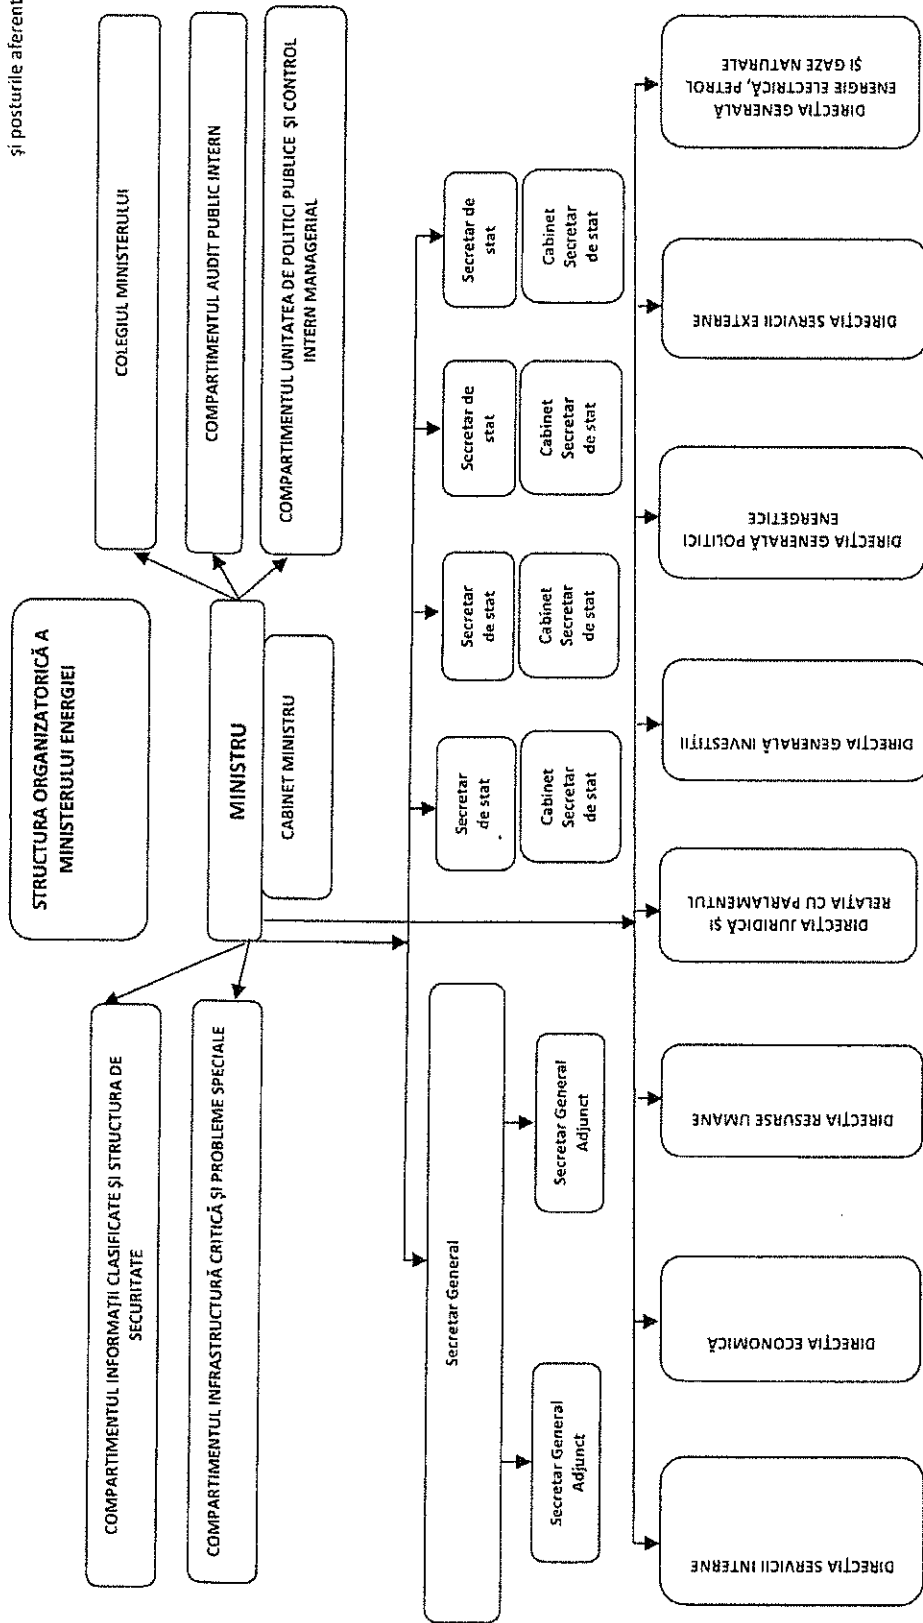 și posturile aferent
STRUCTURA ORGANIZATORICĂ A
MINISTERULUI ENERGIEI
COMPARTIMENTUL INFORMAȚII CLASIFICATE ȘI STRUCTURA DE
SECURITATE
COMPARTIMENTUL INFRASTRUCTURĂ CRITICĂ ȘI PROBLEME SPECIALE
MINISTRU
CABINET MINISTRU
COLEGIUL MINISTERULUI
COMPARTIMENTUL AUDIT PUBLIC INTERN
COMPARTIMENTUL UNITATEA DE POLITICI PUBLICE ȘI CONTROL
INTERN MANAGERIAL
Secretar General
Secretar General
Adjunct
Secretar General
Adjunct
Secretar
de stat
Cabinet
Secretar
de stat
Secretar
de stat
Cabinet
Secretar
de stat
Secretar de
stat
Cabinet
Secretar
de stat
Secretar de
stat
Cabinet
Secretar
de stat
DIRECȚIA SERVICII INTERNE
DIRECȚIA ECONOMICĂ
DIRECȚIA RESURSE UMANE
DIRECȚIA JURIDICĂ ȘI
RELAȚIA CU PARLAMENTUL
DIRECȚIA GENERALĂ INVESTIȚII
DIRECȚIA GENERALĂ POLITICI
ENERGETICE
DIRECȚIA SERVICII EXTERNE
DIRECȚIA GENERALĂ
ENERGIE ELECTRICĂ, PETROL
ȘI GAZE NATURALE